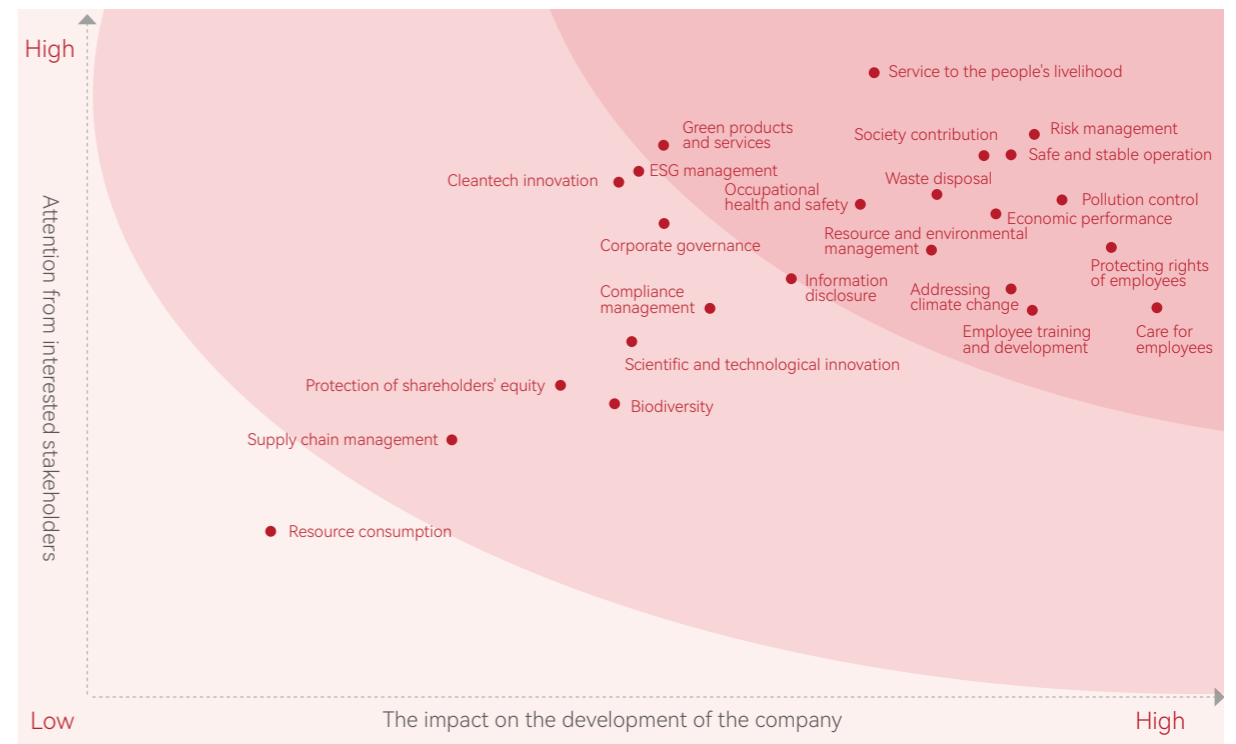 High
Service to the people's livelihood
Green products
and services
Society contribution
Risk management
Safe and stable operation
Cleantech innovation
ESG management
Waste disposal
Occupational
health and safety
Pollution control
Economic performance
Corporate governance
Resource and environmental
management
Protecting rights
of employees
Information
disclosure
Compliance
management
Addressing
climate change
Employee training
and development
Care for
employees
Scientific and technological innovation
Protection of shareholders' equity
Biodiversity
Supply chain management
Resource consumption
Attention from interested stakeholders
Low
The impact on the development of the company
High